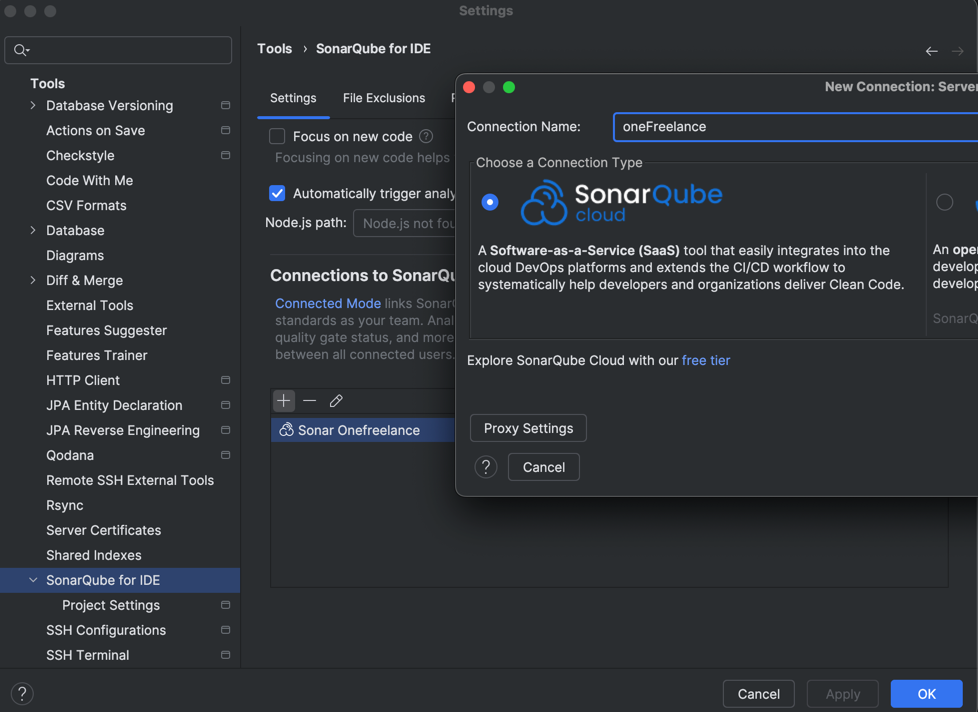 Settings
Tools › SonarQube for IDE
Tools
Database Versioning
Actions on Save
Checkstyle
Code With Me
CSV Formats
Database
Diagrams
Diff & Merge
External Tools
Features Suggester
Features Trainer
HTTP Client
JPA Entity Declaration
JPA Reverse Engineering
Qodana
Remote SSH External Tools
Rsync
Server Certificates
Shared Indexes
SonarQube for IDE
Project Settings
SSH Configurations
SSH Terminal
Settings
File Exclusions
Focus on new code ?
Focusing on new code helps
Automatically trigger analy
Node.js path: Node.js not fou
Connections to SonarQu
Connected Mode links Sonar
standards as your team. Anal
quality gate status, and more
between all connected users.
Sonar Onefreelance
New Connection: Server
Connection Name: oneFreelance
Choose a Connection Type
SonarQube
cloud
A Software-as-a-Service (SaaS) tool that easily integrates into the
cloud DevOps platforms and extends the CI/CD workflow to
systematically help developers and organizations deliver Clean Code.
An ope
develop
develop
SonarQ
Explore SonarQube Cloud with our free tier
Proxy Settings
? Cancel
? Cancel Apply OK